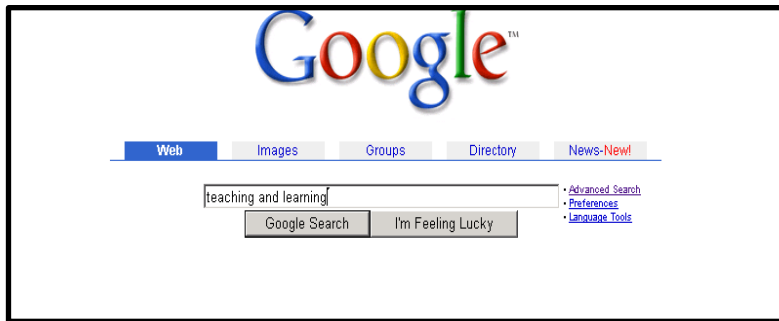 Google™
Web Images Groups Directory News-New!
teaching and learning
• Advanced Search
• Preferences
• Language Tools
Google Search I'm Feeling Lucky